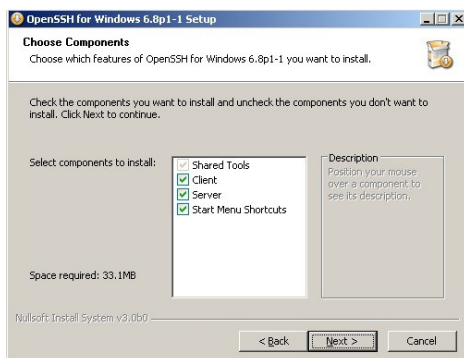 OpenSSH for Windows 6.8p1-1 Setup
Choose Components
Choose which features of OpenSSH for Windows 6.8p1-1 you want to install.
Check the components you want to install and uncheck the components you don't want to
install. Click Next to continue.
Select components to install:
Shared Tools
Client
Server
Start Menu Shortcuts
Description
Position your mouse
over a component to
see its description.
Space required: 33.1MB
Nullsoft Install System v3.0b0
< Back
Next >
Cancel